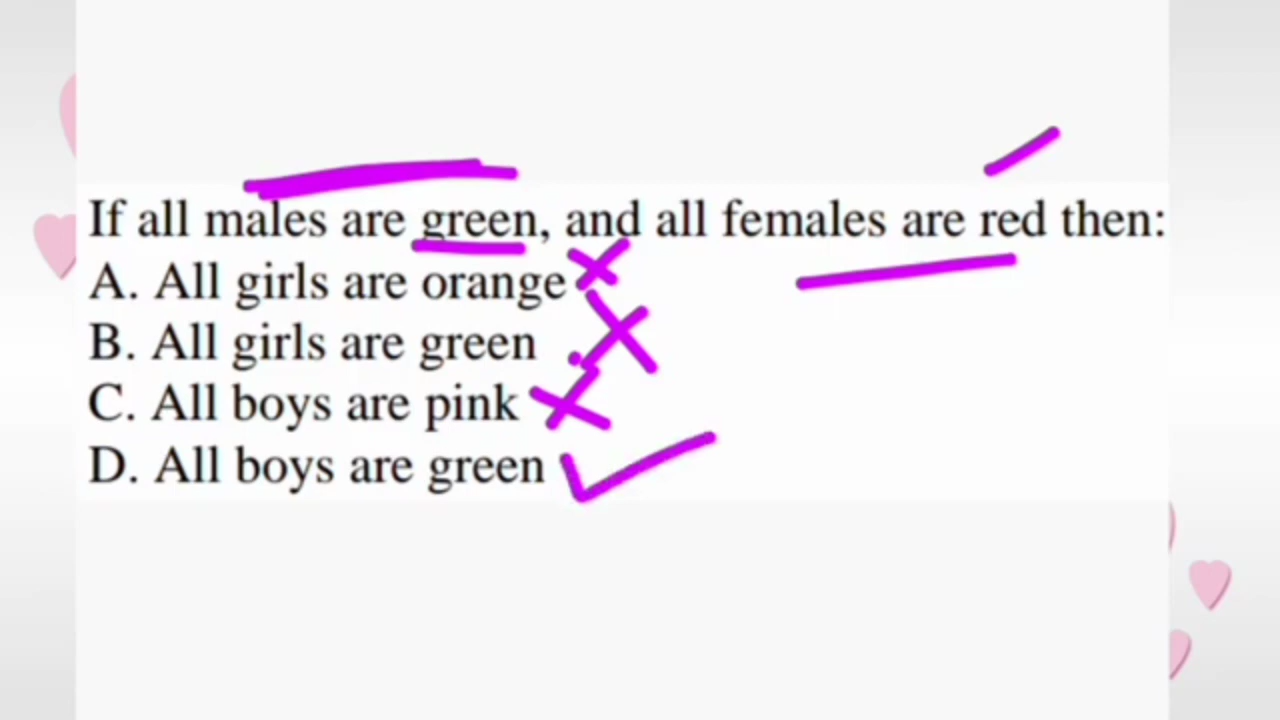 If all males are green, and all females are red then:
A. All girls are orange
B. All girls are green
C. All boys are pink
D. All boys are green